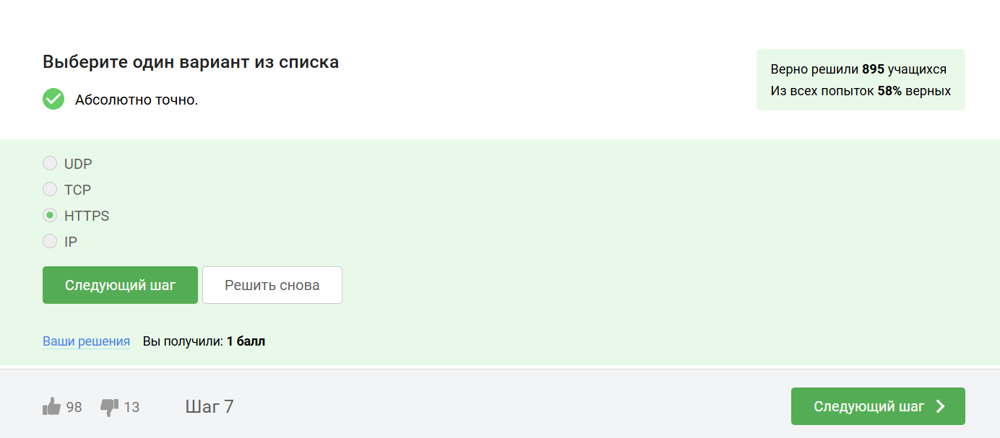 Выберите один вариант из списка
Абсолютно точно.
Верно решили 895 учащихся
Из всех попыток 58% верных
UDP
TCP
HTTPS
IP
Следующий шаг
Решить снова
Ваши решения Вы получили: 1 балл
98 13 Шаг 7
Следующий шаг